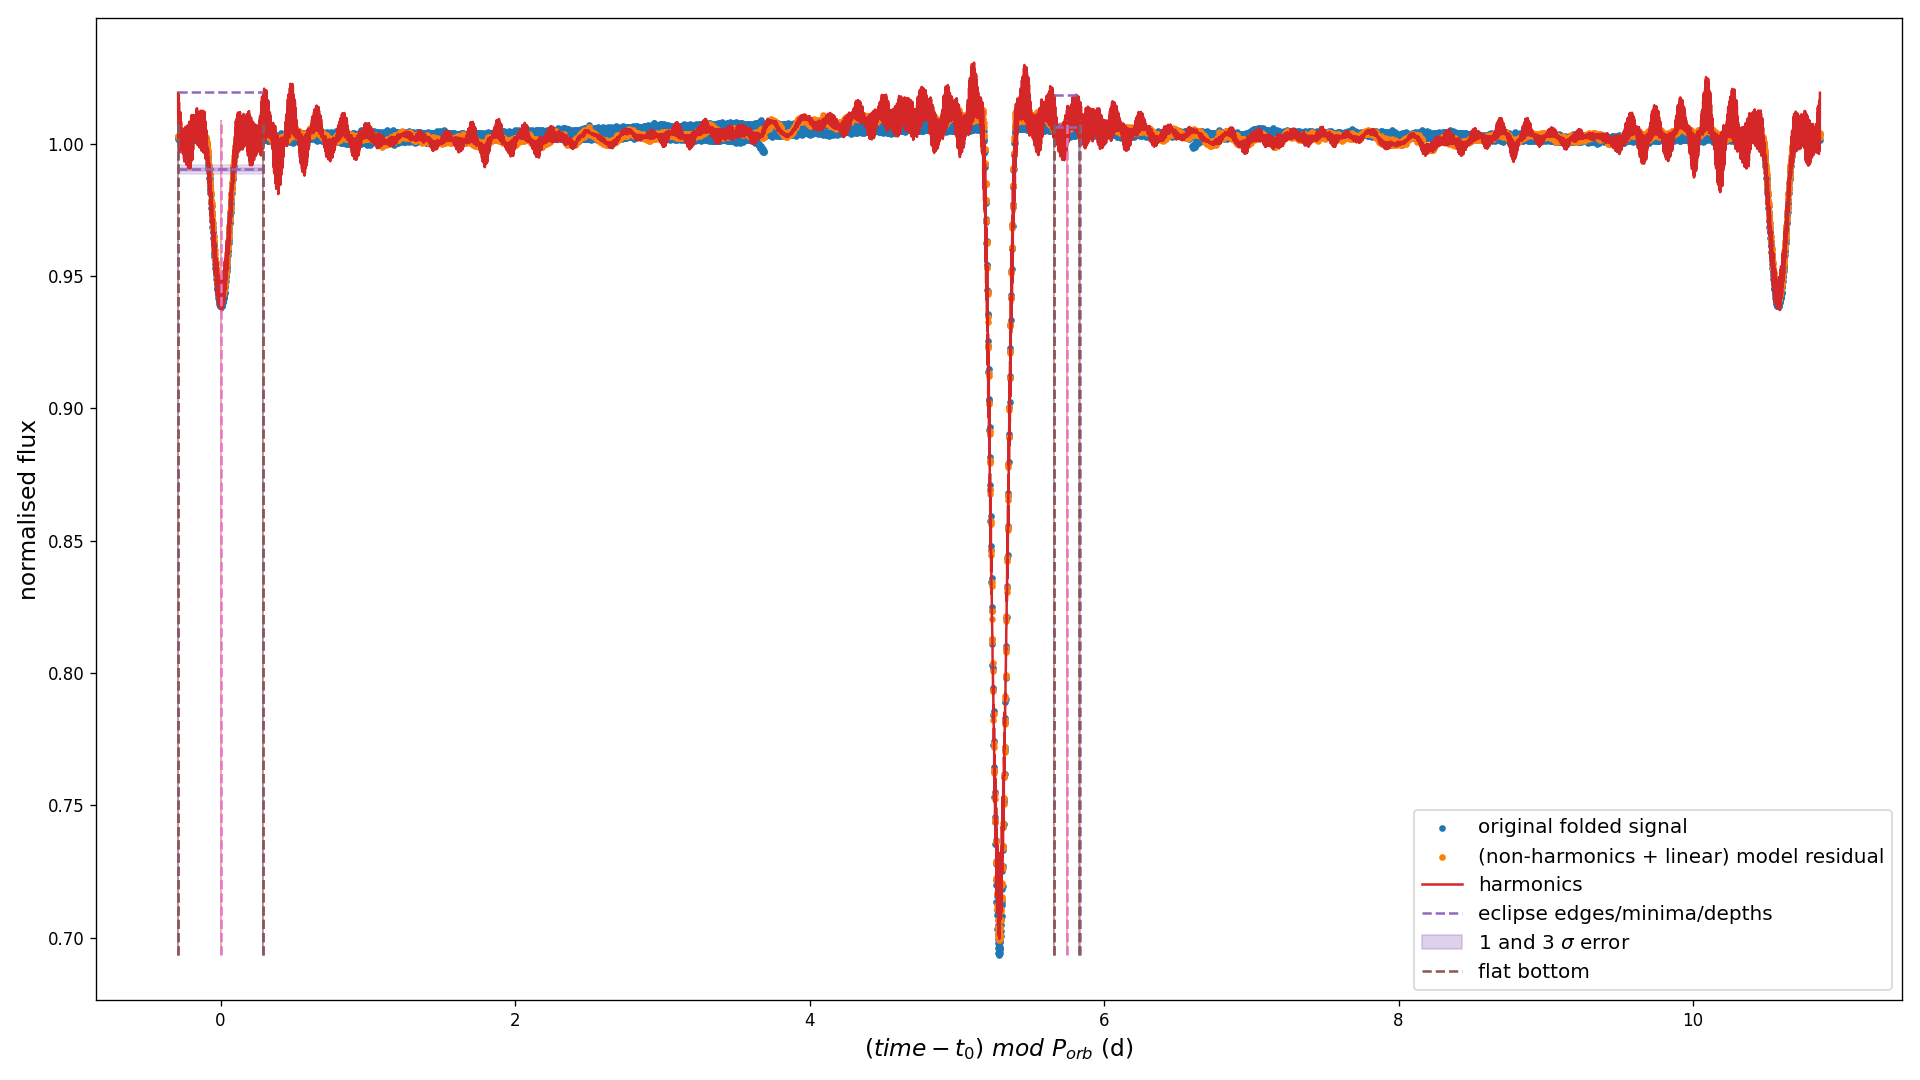 normalised flux
1.00
0.95
0.90
0.85
0.80
0.75
0.70
0 2 4 6 8 10
(time − t₀) mod P_orb (d)
original folded signal
(non-harmonics + linear) model residual
harmonics
eclipse edges/minima/depths
1 and 3 σ error
flat bottom